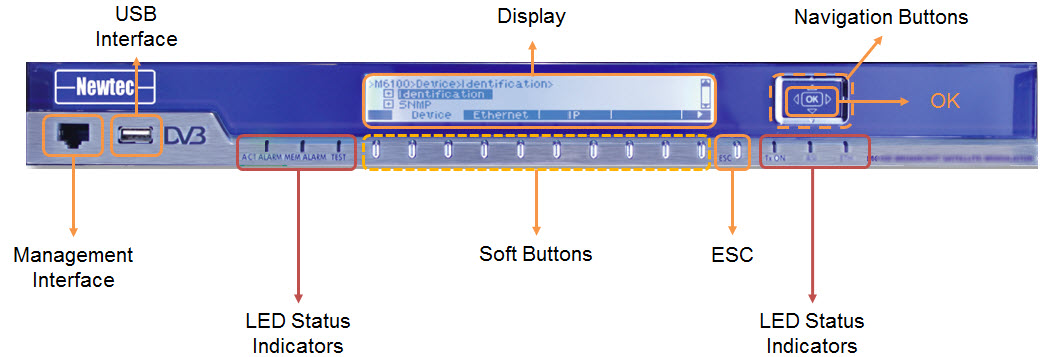 USB
Interface
Display
Navigation Buttons
Newtec
>M6100>Device>Identification>
Identification
SNMP
Device Ethernet IP
OK
OK
DVB
ACT ALARM MEM ALARM TEST
ESC
Tx ON
Management
Interface
Soft Buttons
ESC
LED Status
Indicators
LED Status
Indicators